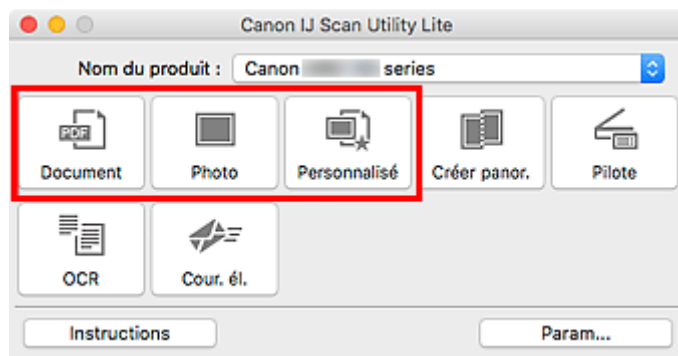 Canon IJ Scan Utility Lite
Nom du produit : Canon series
PDF
Document Photo Personnalisé Créer panor. Pilote
OCR Cour. él.
Instructions Param...